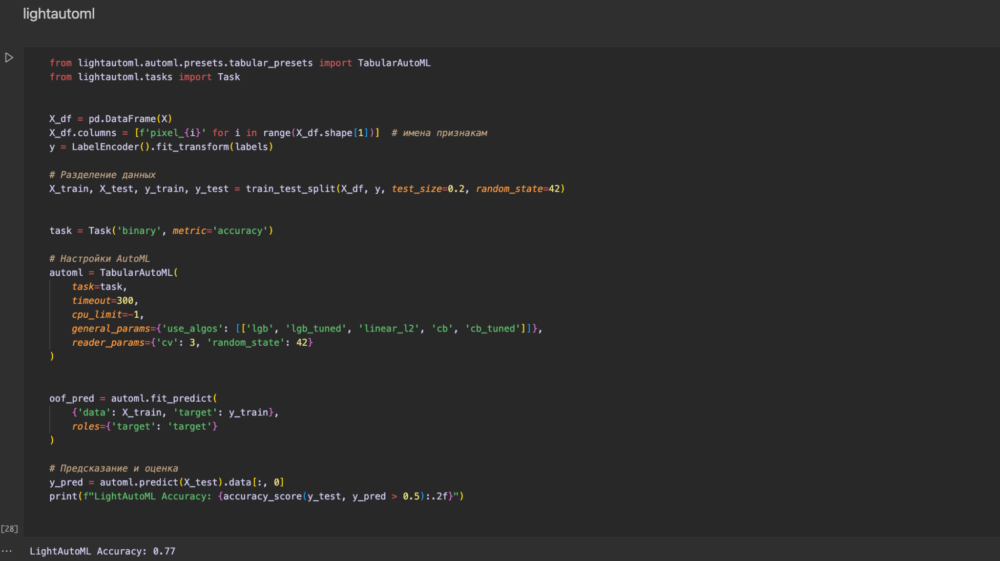 lightautoml
from lightautoml.automl.presets.tabular_presets import TabularAutoML
from lightautoml.tasks import Task
X_df = pd.DataFrame(X)
X_df.columns = [f'pixel_{i}' for i in range(X_df.shape[1])]  # имена признакам
y = LabelEncoder().fit_transform(labels)
# Разделение данных
X_train, X_test, y_train, y_test = train_test_split(X_df, y, test_size=0.2, random_state=42)
task = Task('binary', metric='accuracy')
# Настройки AutoML
automl = TabularAutoML(
    task=task,
    timeout=300,
    cpu_limit=-1,
    general_params={'use_algos': [['lgb', 'lgb_tuned', 'linear_l2', 'cb', 'cb_tuned']]},
    reader_params={'cv': 3, 'random_state': 42}
)
oof_pred = automl.fit_predict(
    {'data': X_train, 'target': y_train},
    roles={'target': 'target'}
)
# Предсказание и оценка
y_pred = automl.predict(X_test).data[:, 0]
print(f"LightAutoML Accuracy: {accuracy_score(y_test, y_pred > 0.5):.2f}")
[28]
... LightAutoML Accuracy: 0.77